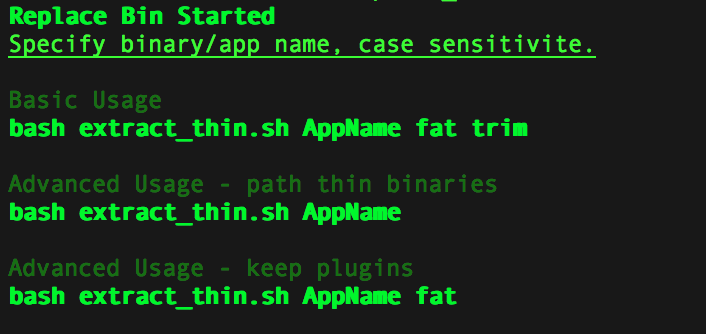 Replace Bin Started
Specify binary/app name, case sensitivite.
Basic Usage
bash extract_thin.sh AppName fat trim
Advanced Usage - path thin binaries
bash extract_thin.sh AppName
Advanced Usage - keep plugins
bash extract_thin.sh AppName fat